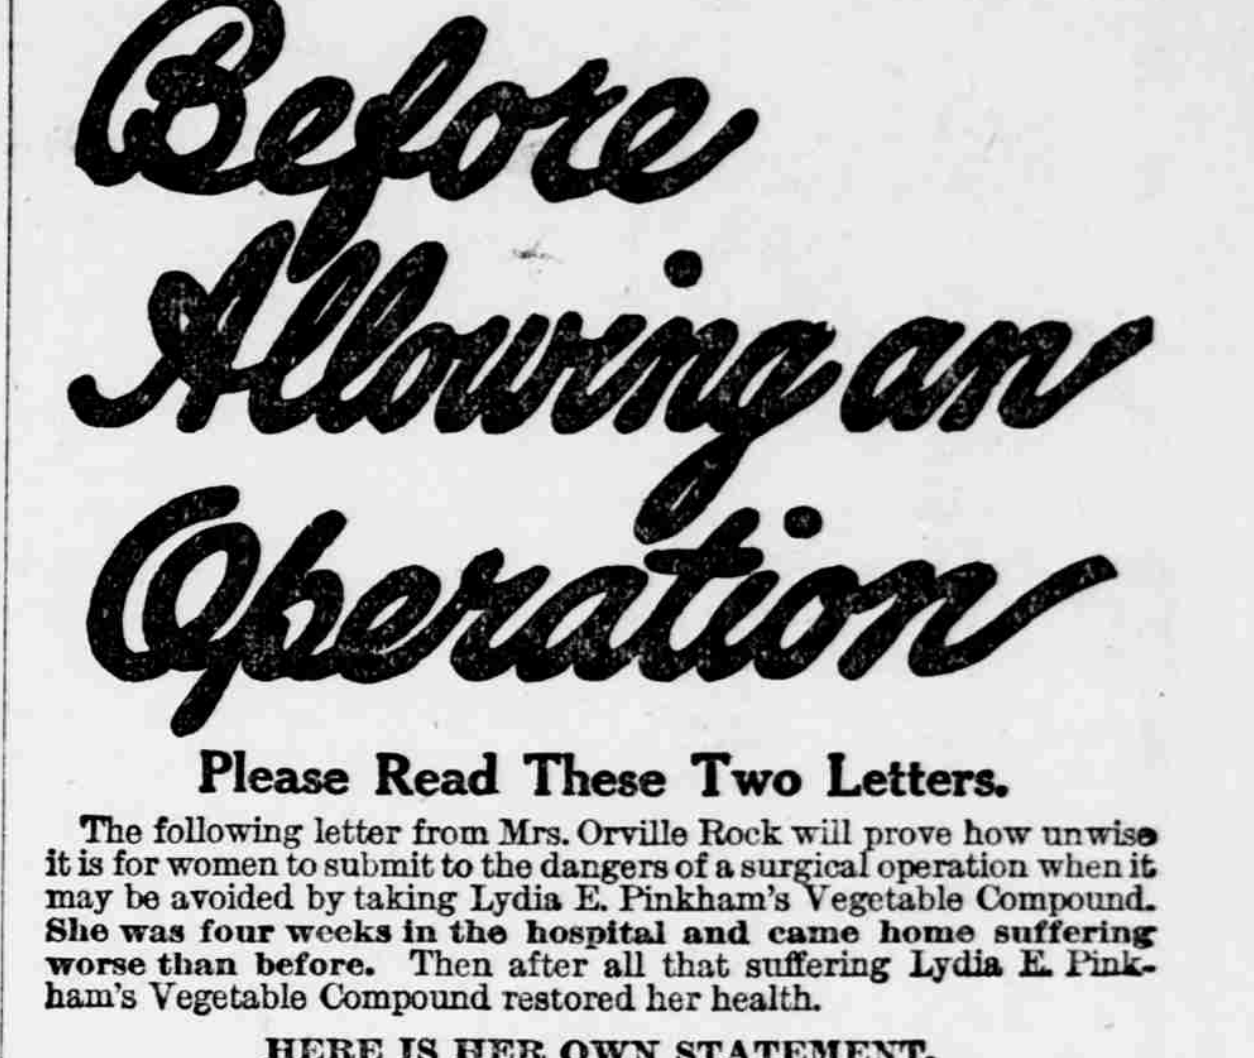 Before
Allowing an
Operation
Please Read These Two Letters.
The following letter from Mrs. Orville Rock will prove how unwise
it is for women to submit to the dangers of a surgical operation when it
may be avoided by taking Lydia E. Pinkham's Vegetable Compound.
She was four weeks in the hospital and came home suffering
worse than before. Then after all that suffering Lydia E. Pink-
ham's Vegetable Compound restored her health.
HERE IS HER OWN STATEMENT.